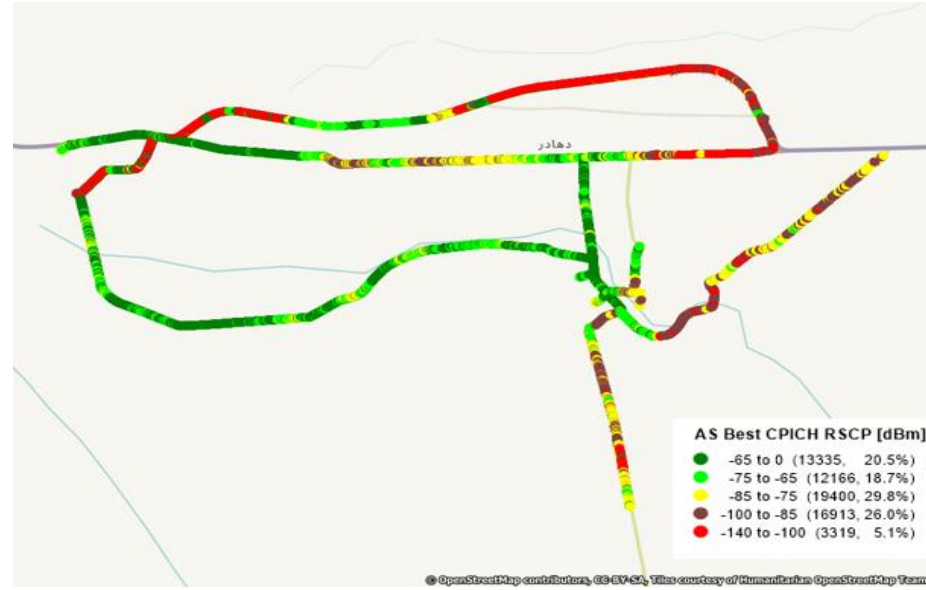 دهادر
AS Best CPICH RSCP [dBm]
-65 to 0 (13335, 20.5%)
-75 to -65 (12166, 18.7%)
-85 to -75 (19400, 29.8%)
-100 to -85 (16913, 26.0%)
-140 to -100 (3319, 5.1%)
© OpenStreetMap contributors, CC-BY-SA, Tiles courtesy of Humanitarian OpenStreetMap Team